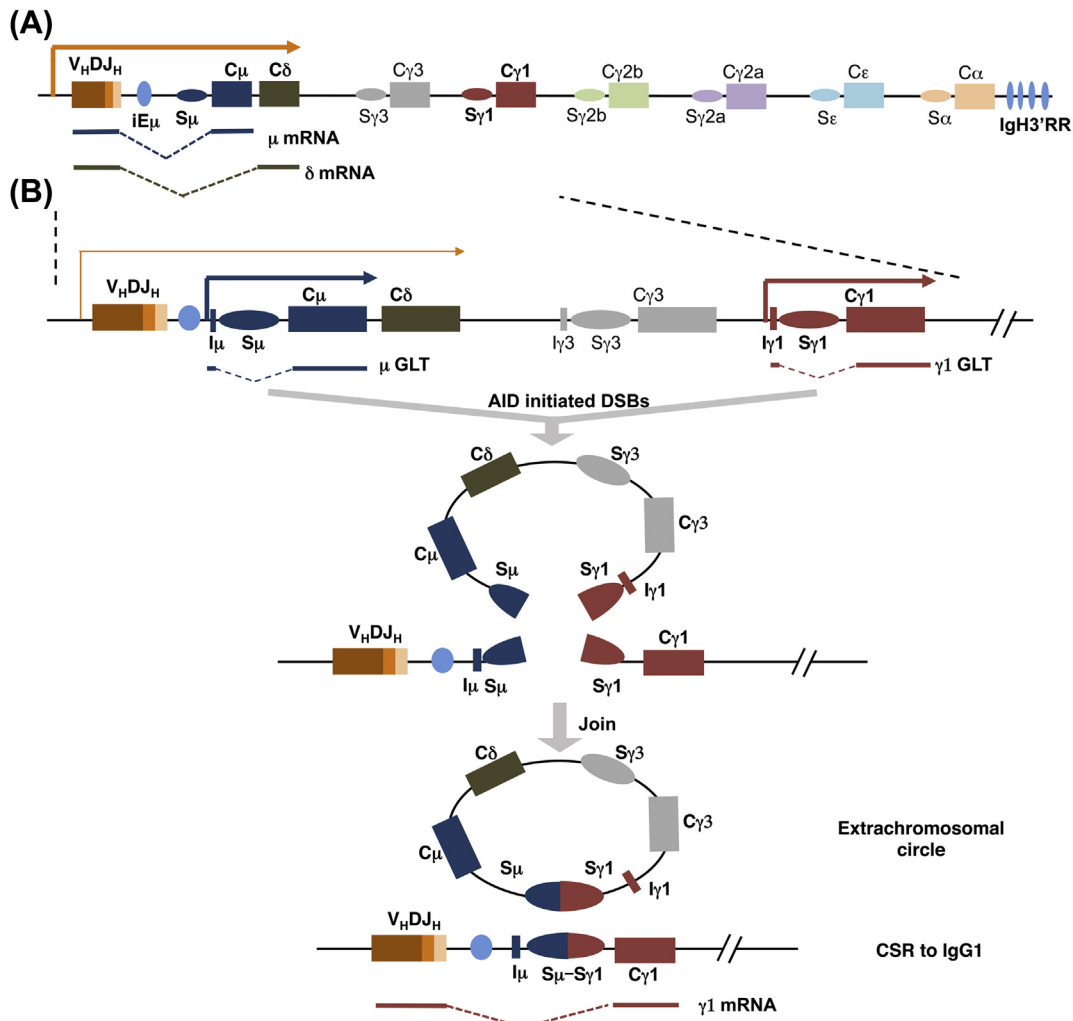 (A)
VHDJH
Cμ
Cδ
Cγ3
Cγ1
Cγ2b
Cγ2a
Cε
Cα
iEμ
Sμ
Sγ3
Sγ1
Sγ2b
Sγ2a
Sε
Sα
IgH3'RR
μ mRNA
δ mRNA
(B)
VHDJH
Cμ
Cδ
Cγ3
Cγ1
Iμ
Sμ
Iγ3
Sγ3
Iγ1
Sγ1
μ GLT
γ1 GLT
AID initiated DSBs
Cδ
Sγ3
Cμ
Cγ3
Sμ
Sγ1
Iγ1
VHDJH
Cγ1
Iμ
Sμ
Sγ1
Join
Cδ
Sγ3
Cμ
Cγ3
Extrachromosomal
circle
Sμ
Sγ1
Iγ1
VHDJH
CSR to IgG1
Iμ
Sμ–Sγ1
Cγ1
γ1 mRNA